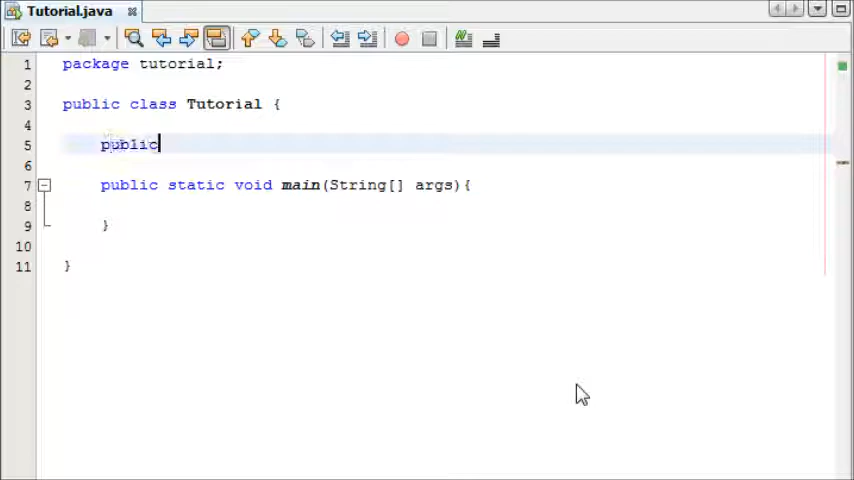 Tutorial.java
1 package tutorial;
2
3 public class Tutorial {
4
5 public
6
7 public static void main(String[] args){
8
9 }
10
11 }